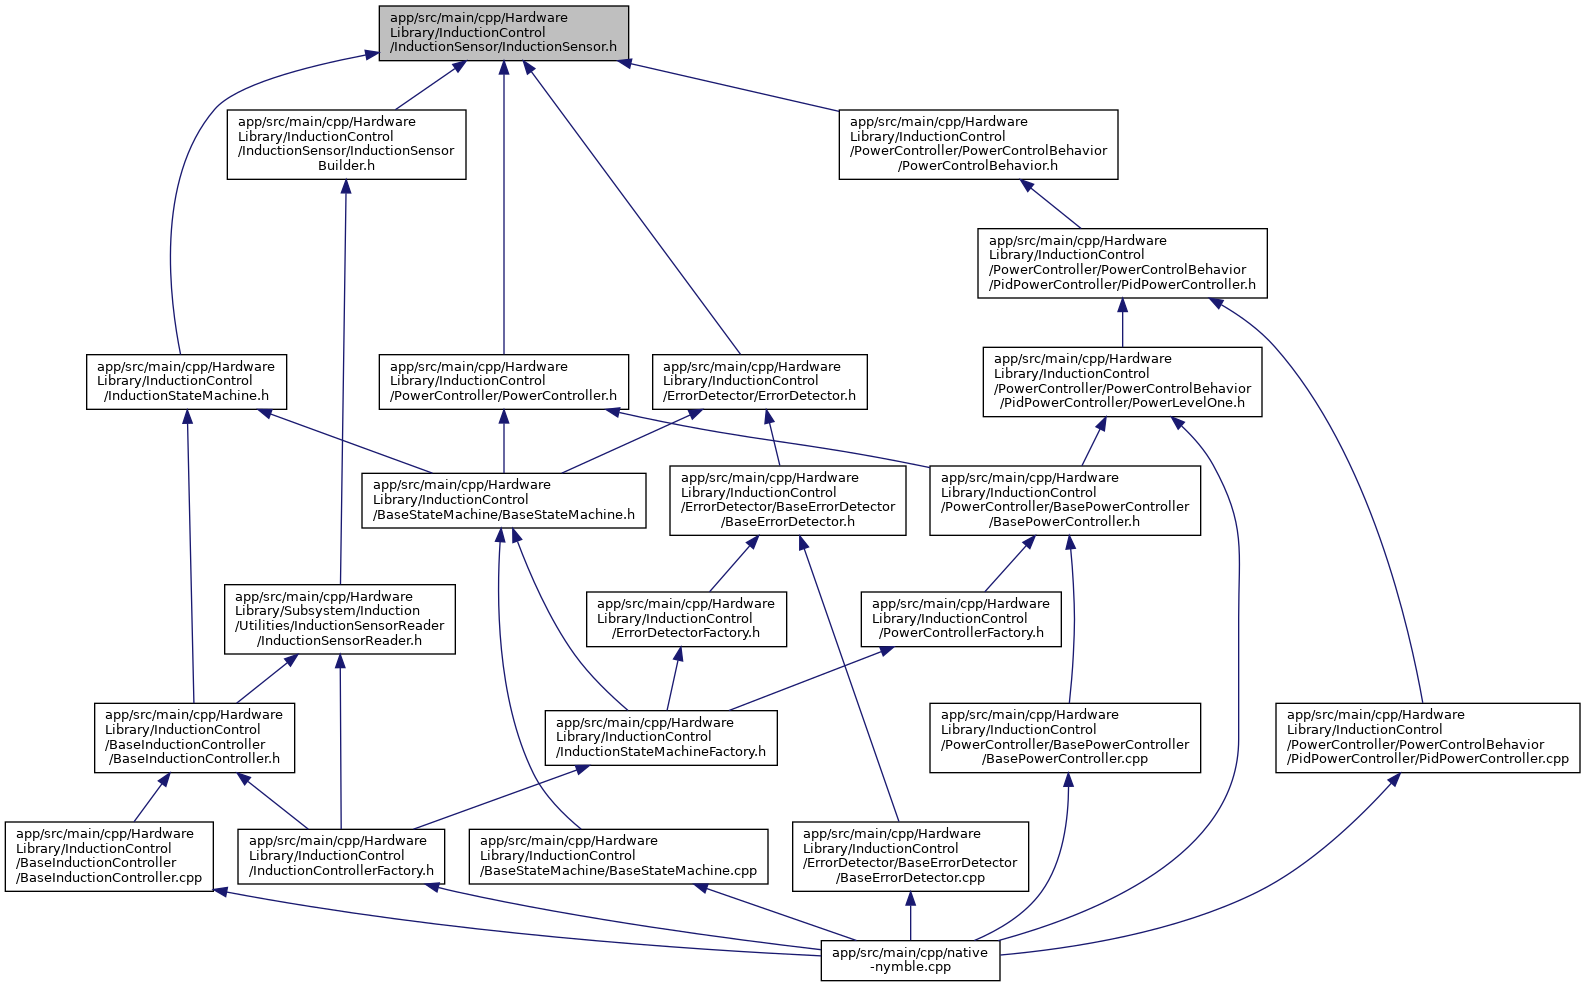 app/src/main/cpp/Hardware
Library/InductionControl
/InductionSensor/InductionSensor.h
app/src/main/cpp/Hardware
Library/InductionControl
/InductionSensor/InductionSensor
Builder.h
app/src/main/cpp/Hardware
Library/InductionControl
/PowerController/PowerControlBehavior
/PowerControlBehavior.h
app/src/main/cpp/Hardware
Library/InductionControl
/PowerController/PowerControlBehavior
/PidPowerController/PidPowerController.h
app/src/main/cpp/Hardware
Library/InductionControl
/InductionStateMachine.h
app/src/main/cpp/Hardware
Library/InductionControl
/PowerController/PowerController.h
app/src/main/cpp/Hardware
Library/InductionControl
/ErrorDetector/ErrorDetector.h
app/src/main/cpp/Hardware
Library/InductionControl
/PowerController/PowerControlBehavior
/PidPowerController/PowerLevelOne.h
app/src/main/cpp/Hardware
Library/InductionControl
/BaseStateMachine/BaseStateMachine.h
app/src/main/cpp/Hardware
Library/InductionControl
/ErrorDetector/BaseErrorDetector
/BaseErrorDetector.h
app/src/main/cpp/Hardware
Library/InductionControl
/PowerController/BasePowerController
/BasePowerController.h
app/src/main/cpp/Hardware
Library/Subsystem/Induction
/Utilities/InductionSensorReader
/InductionSensorReader.h
app/src/main/cpp/Hardware
Library/InductionControl
/ErrorDetectorFactory.h
app/src/main/cpp/Hardware
Library/InductionControl
/PowerControllerFactory.h
app/src/main/cpp/Hardware
Library/InductionControl
/BaseInductionController
/BaseInductionController.h
app/src/main/cpp/Hardware
Library/InductionControl
/InductionStateMachineFactory.h
app/src/main/cpp/Hardware
Library/InductionControl
/PowerController/BasePowerController
/BasePowerController.cpp
app/src/main/cpp/Hardware
Library/InductionControl
/PowerController/PowerControlBehavior
/PidPowerController/PidPowerController.cpp
app/src/main/cpp/Hardware
Library/InductionControl
/BaseInductionController
/BaseInductionController.cpp
app/src/main/cpp/Hardware
Library/InductionControl
/InductionControllerFactory.h
app/src/main/cpp/Hardware
Library/InductionControl
/BaseStateMachine/BaseStateMachine.cpp
app/src/main/cpp/Hardware
Library/InductionControl
/ErrorDetector/BaseErrorDetector
/BaseErrorDetector.cpp
app/src/main/cpp/native
-nymble.cpp